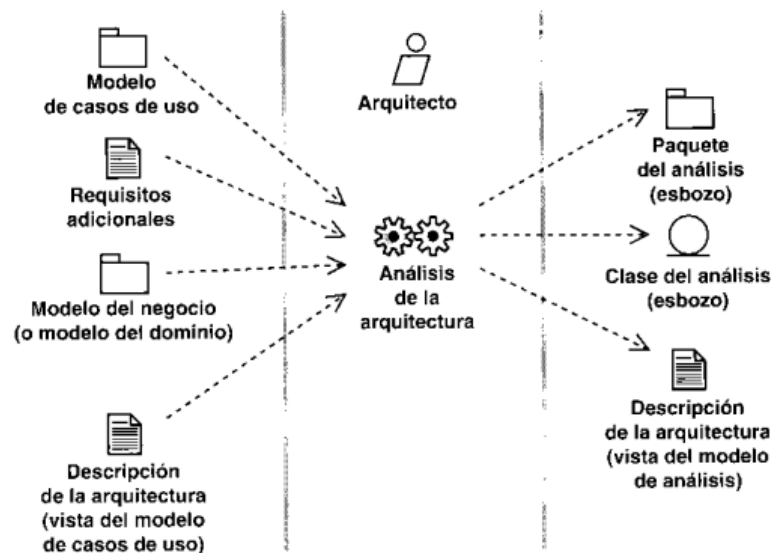 Modelo
de casos de uso
Requisitos
adicionales
Modelo del negocio
(o modelo del dominio)
Descripción
de la arquitectura
(vista del modelo
de casos de uso)
Arquitecto
Análisis
de la
arquitectura
Paquete
del análisis
(esbozo)
Clase del análisis
(esbozo)
Descripción
de la arquitectura
(vista del modelo
de análisis)